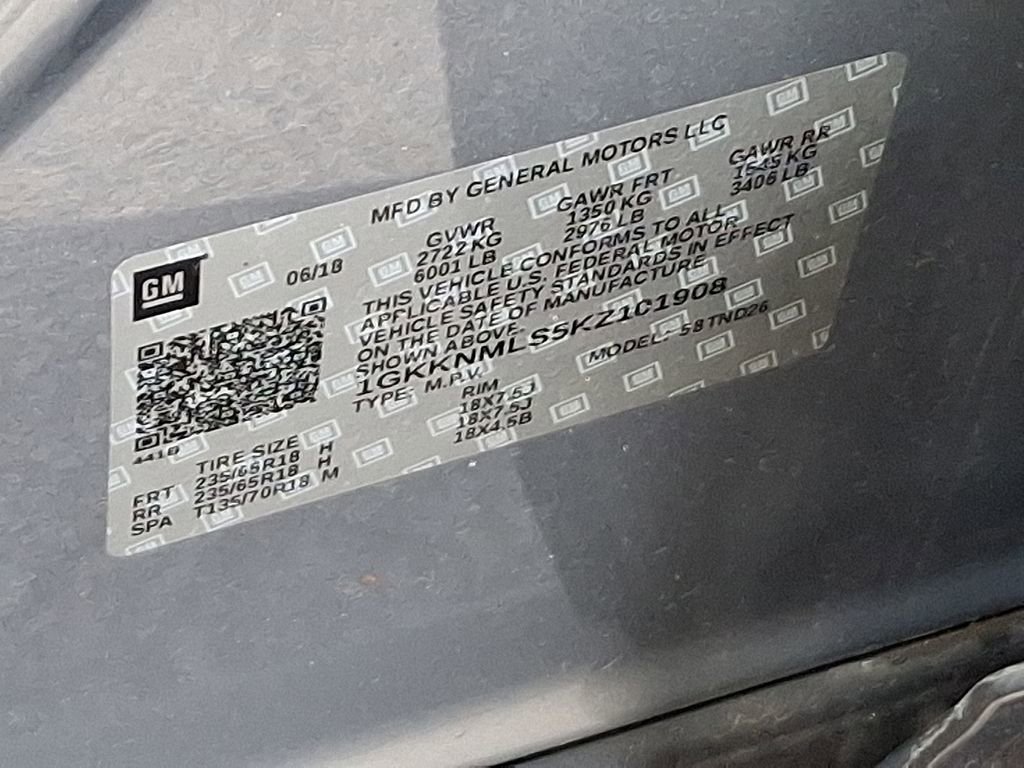 MFD BY GENERAL MOTORS LLC
GM
06/18
GVWR GAWR FRT GAWR RR
2722 KG 1350 KG 1545 KG
6001 LB 2976 LB 3406 LB
THIS VEHICLE CONFORMS TO ALL
APPLICABLE U.S. FEDERAL MOTOR
VEHICLE SAFETY STANDARDS IN EFFECT
ON THE DATE OF MANUFACTURE
SHOWN ABOVE.
1GKKNMLS5KZ101908
TYPE: M.P.V. MODEL:
441B
TIRE SIZE RIM
FRT 235/65R18 H 18X7.5J
RR 235/65R18 H 18X7.5J
SPA T135/70R18 M 18X4.5B